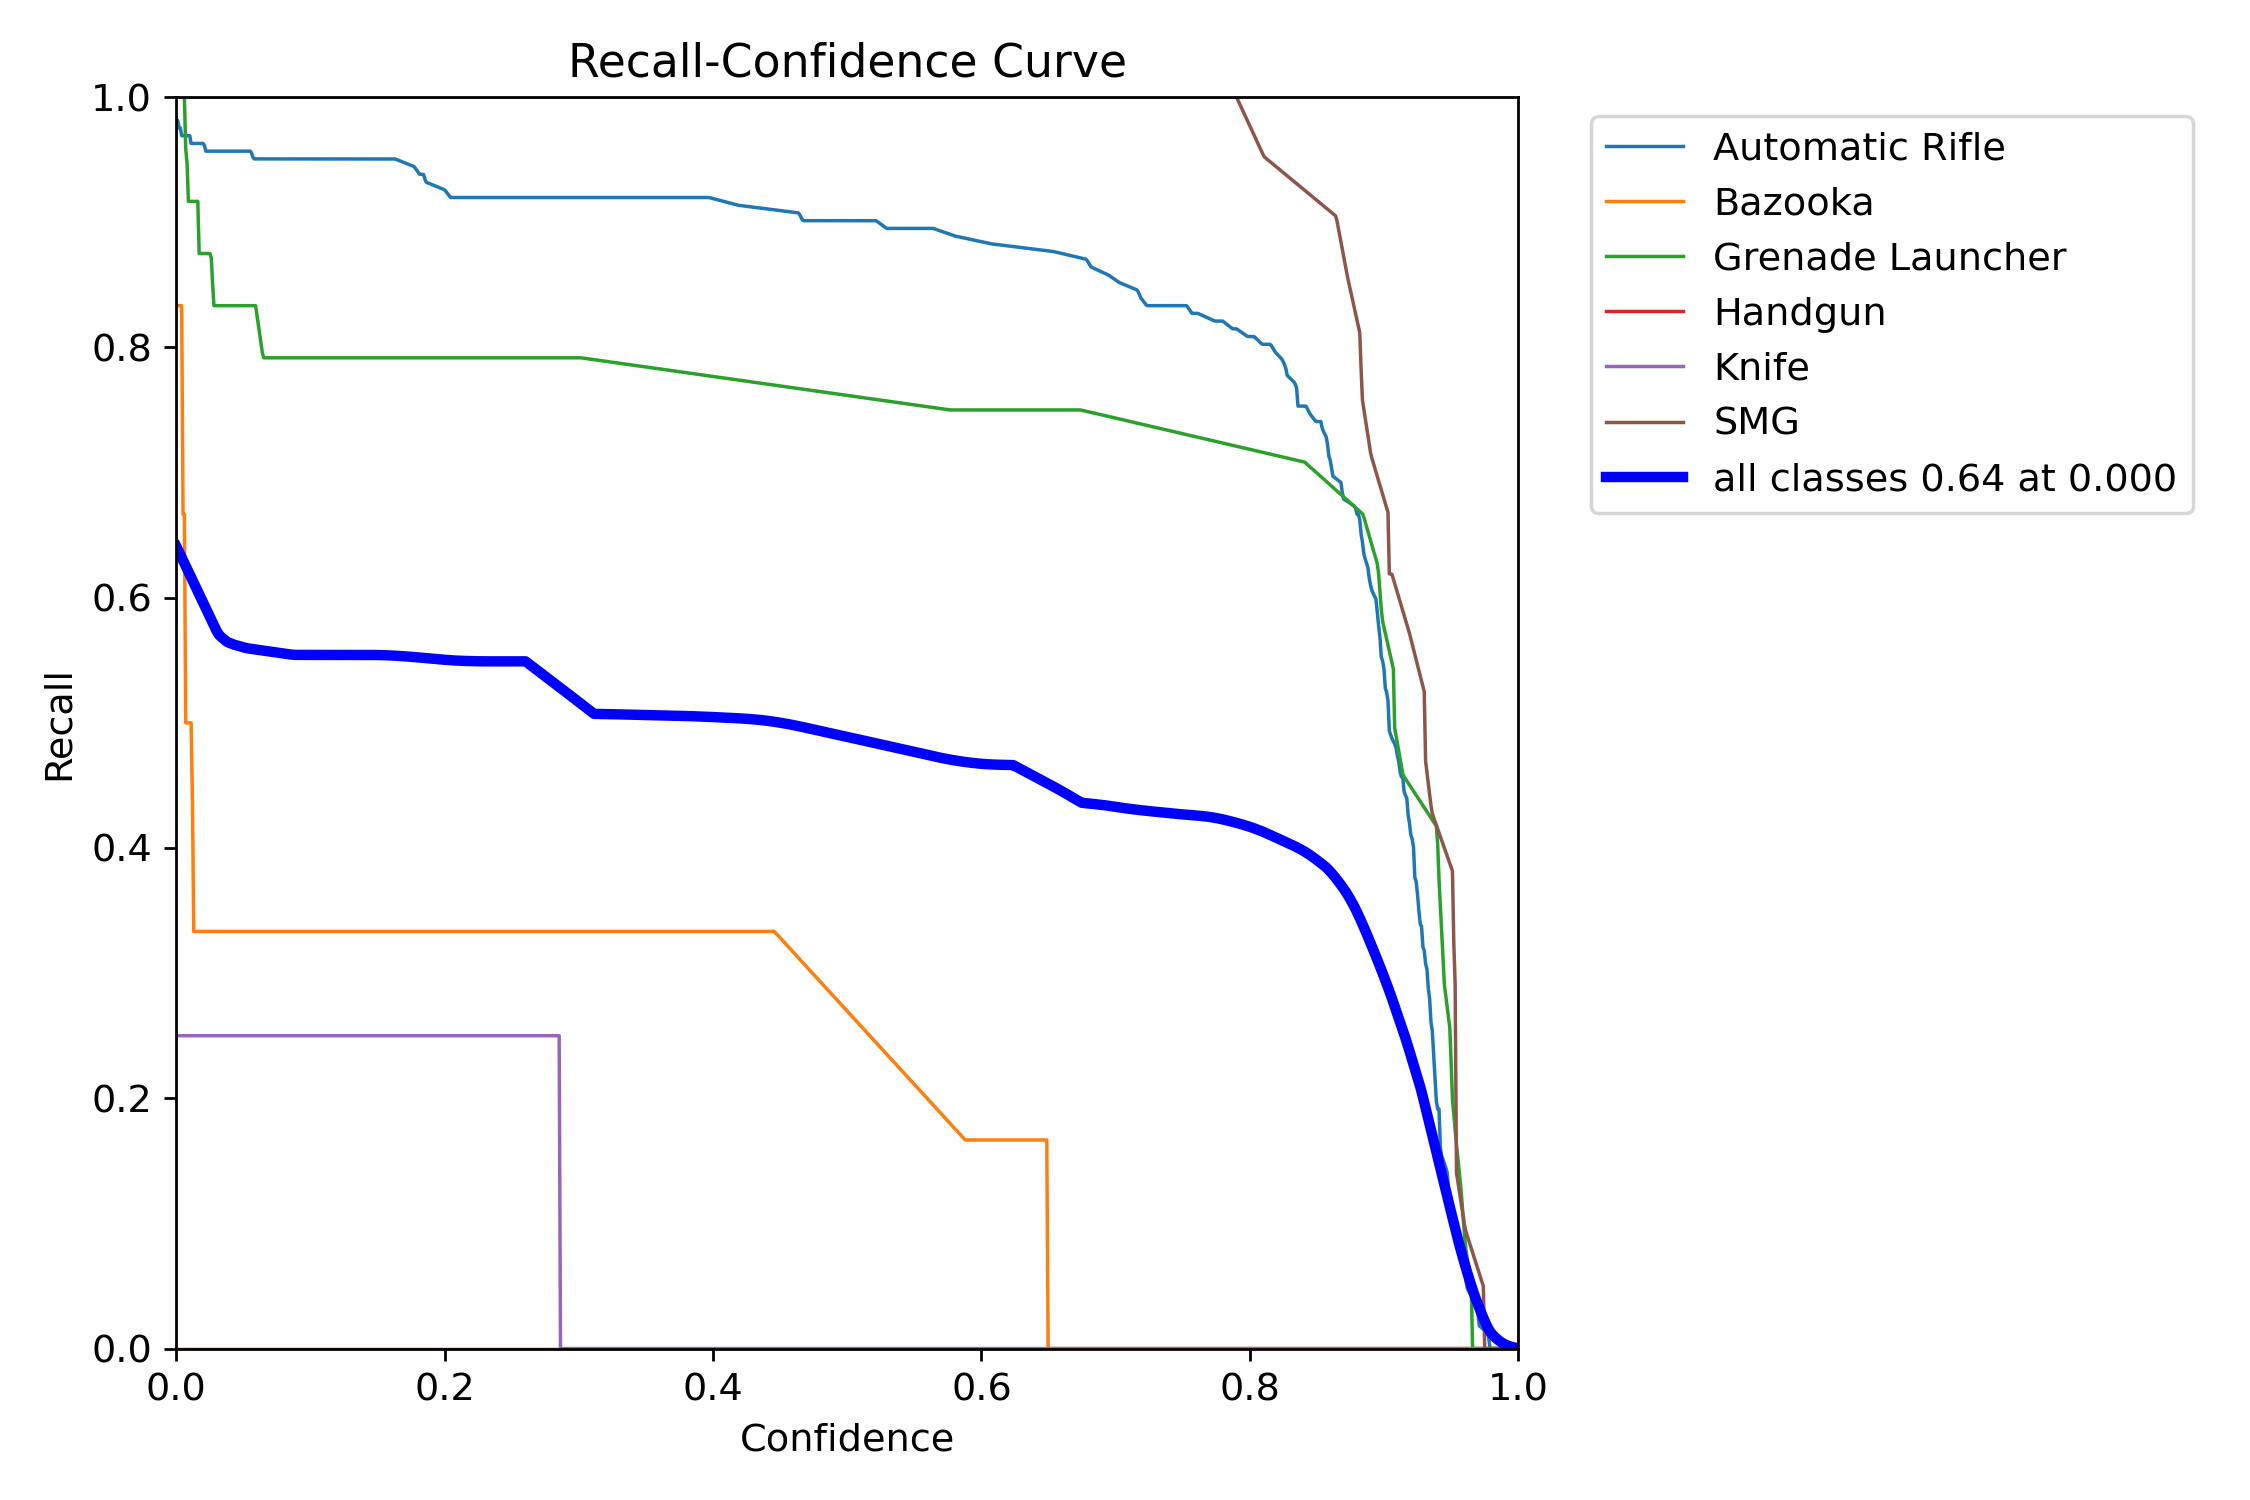 Recall-Confidence Curve
1.0
0.8
0.6
0.4
0.2
0.0
Recall
0.0 0.2 0.4 0.6 0.8 1.0
Confidence
Automatic Rifle
Bazooka
Grenade Launcher
Handgun
Knife
SMG
all classes 0.64 at 0.000